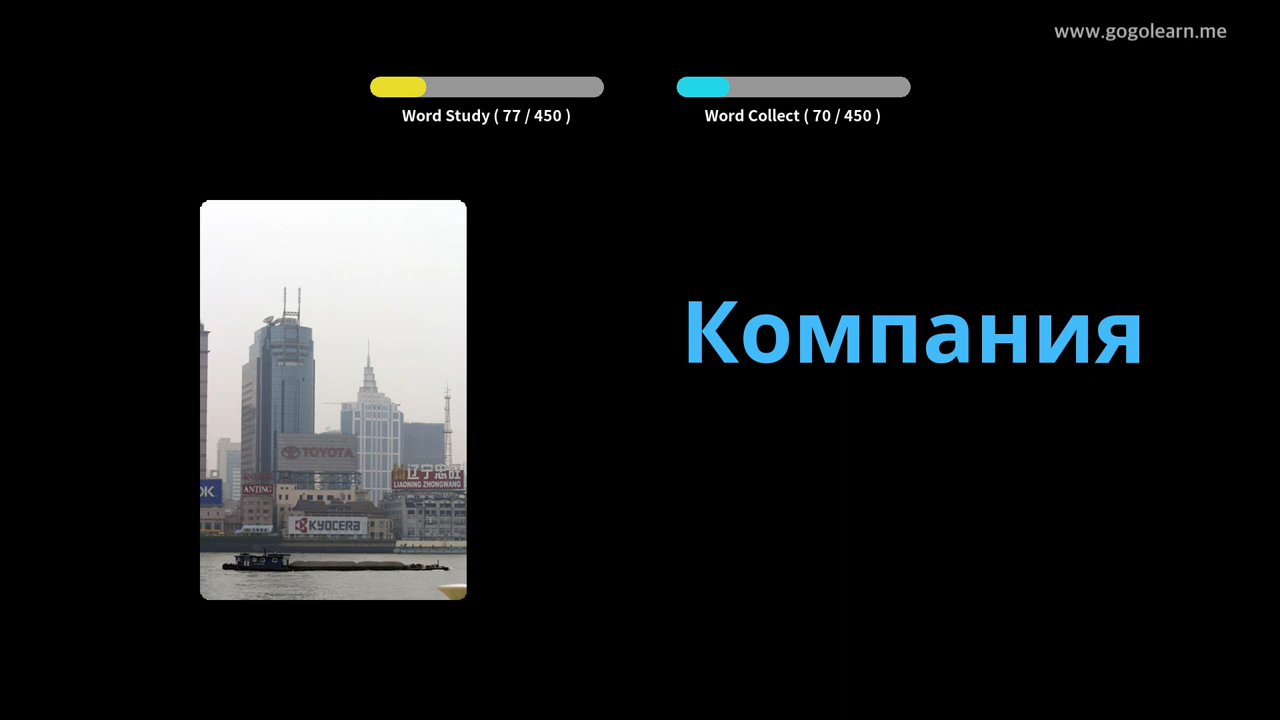 www.gogolearn.me
Word Study ( 77 / 450 )
Word Collect ( 70 / 450 )
Компания
TOYOTA
辽宁忠旺
LIAONING ZHONGWANG
ANTING
KYOCERA